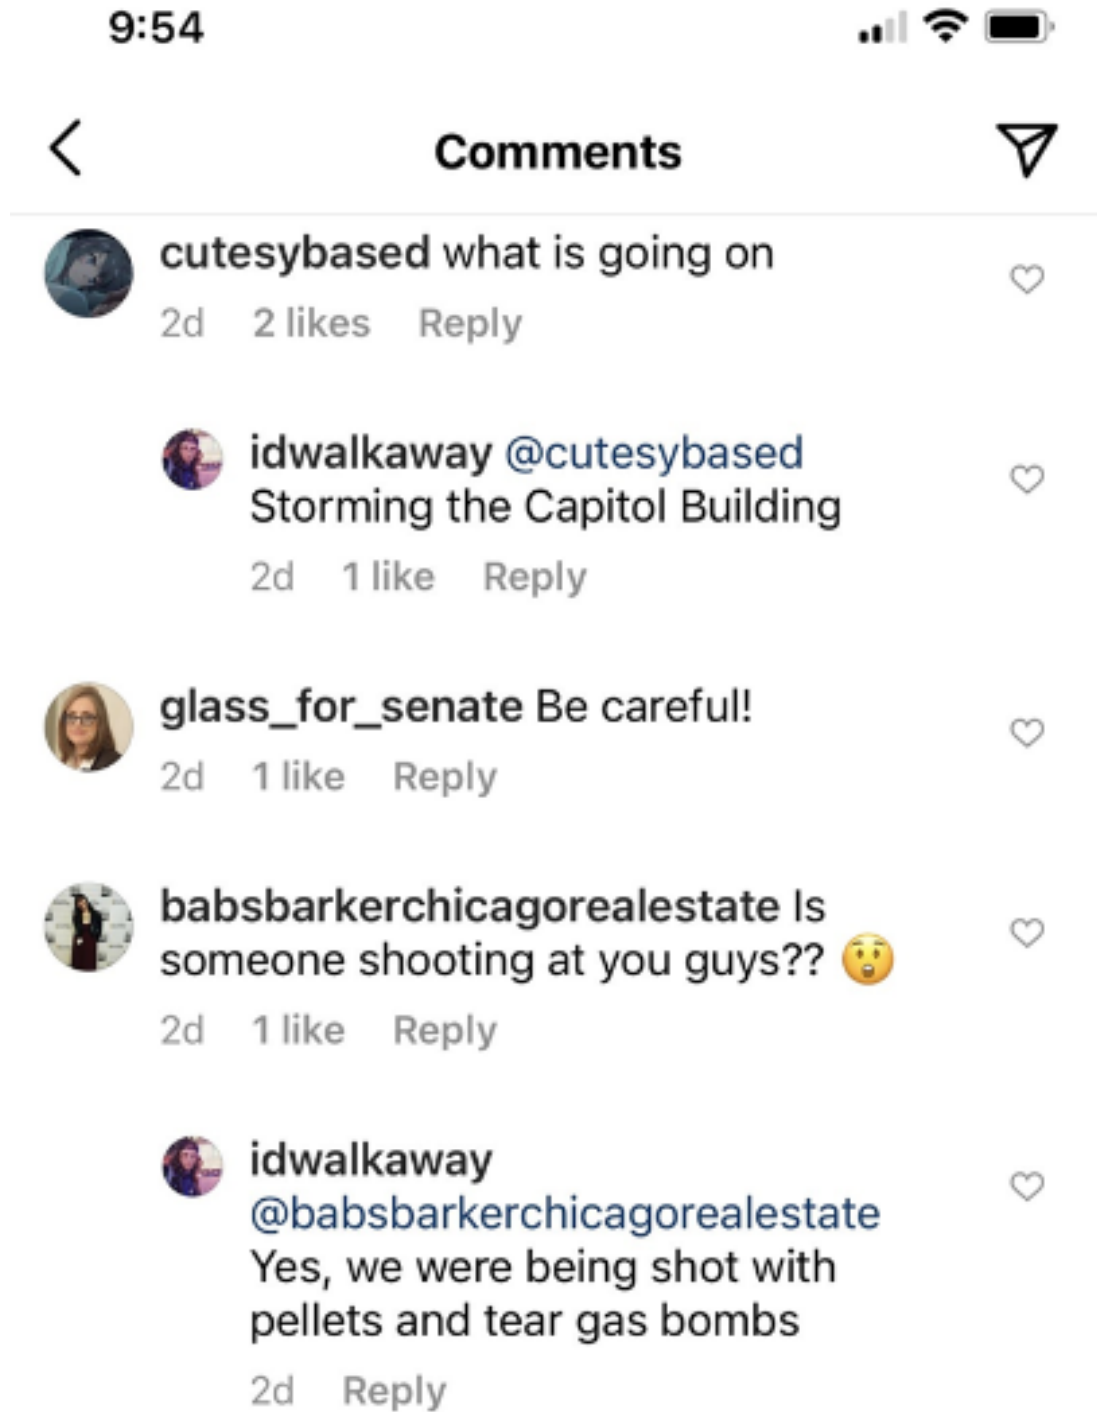 9:54
Comments
cutesybased what is going on
2d 2 likes Reply
idwalkaway @cutesybased
Storming the Capitol Building
2d 1 like Reply
glass_for_senate Be careful!
2d 1 like Reply
babsbarkerchicagorealestate Is
someone shooting at you guys?? 😲
2d 1 like Reply
idwalkaway
@babsbarkerchicagorealestate
Yes, we were being shot with
pellets and tear gas bombs
2d Reply